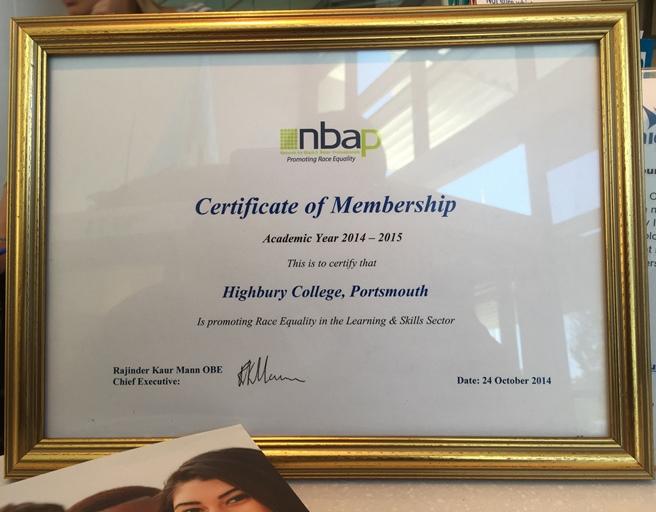 nbap
Promoting Race Equality
Certificate of Membership
Academic Year 2014 – 2015
This is to certify that
Highbury College, Portsmouth
Is promoting Race Equality in the Learning & Skills Sector
Rajinder Kaur Mann OBE
Chief Executive:
Date: 24 October 2014